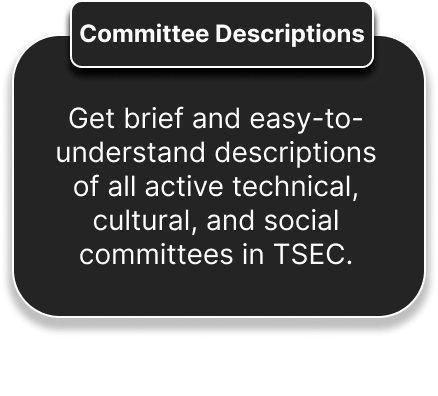 Committee Descriptions
Get brief and easy-to-
understand descriptions
of all active technical,
cultural, and social
committees in TSEC.